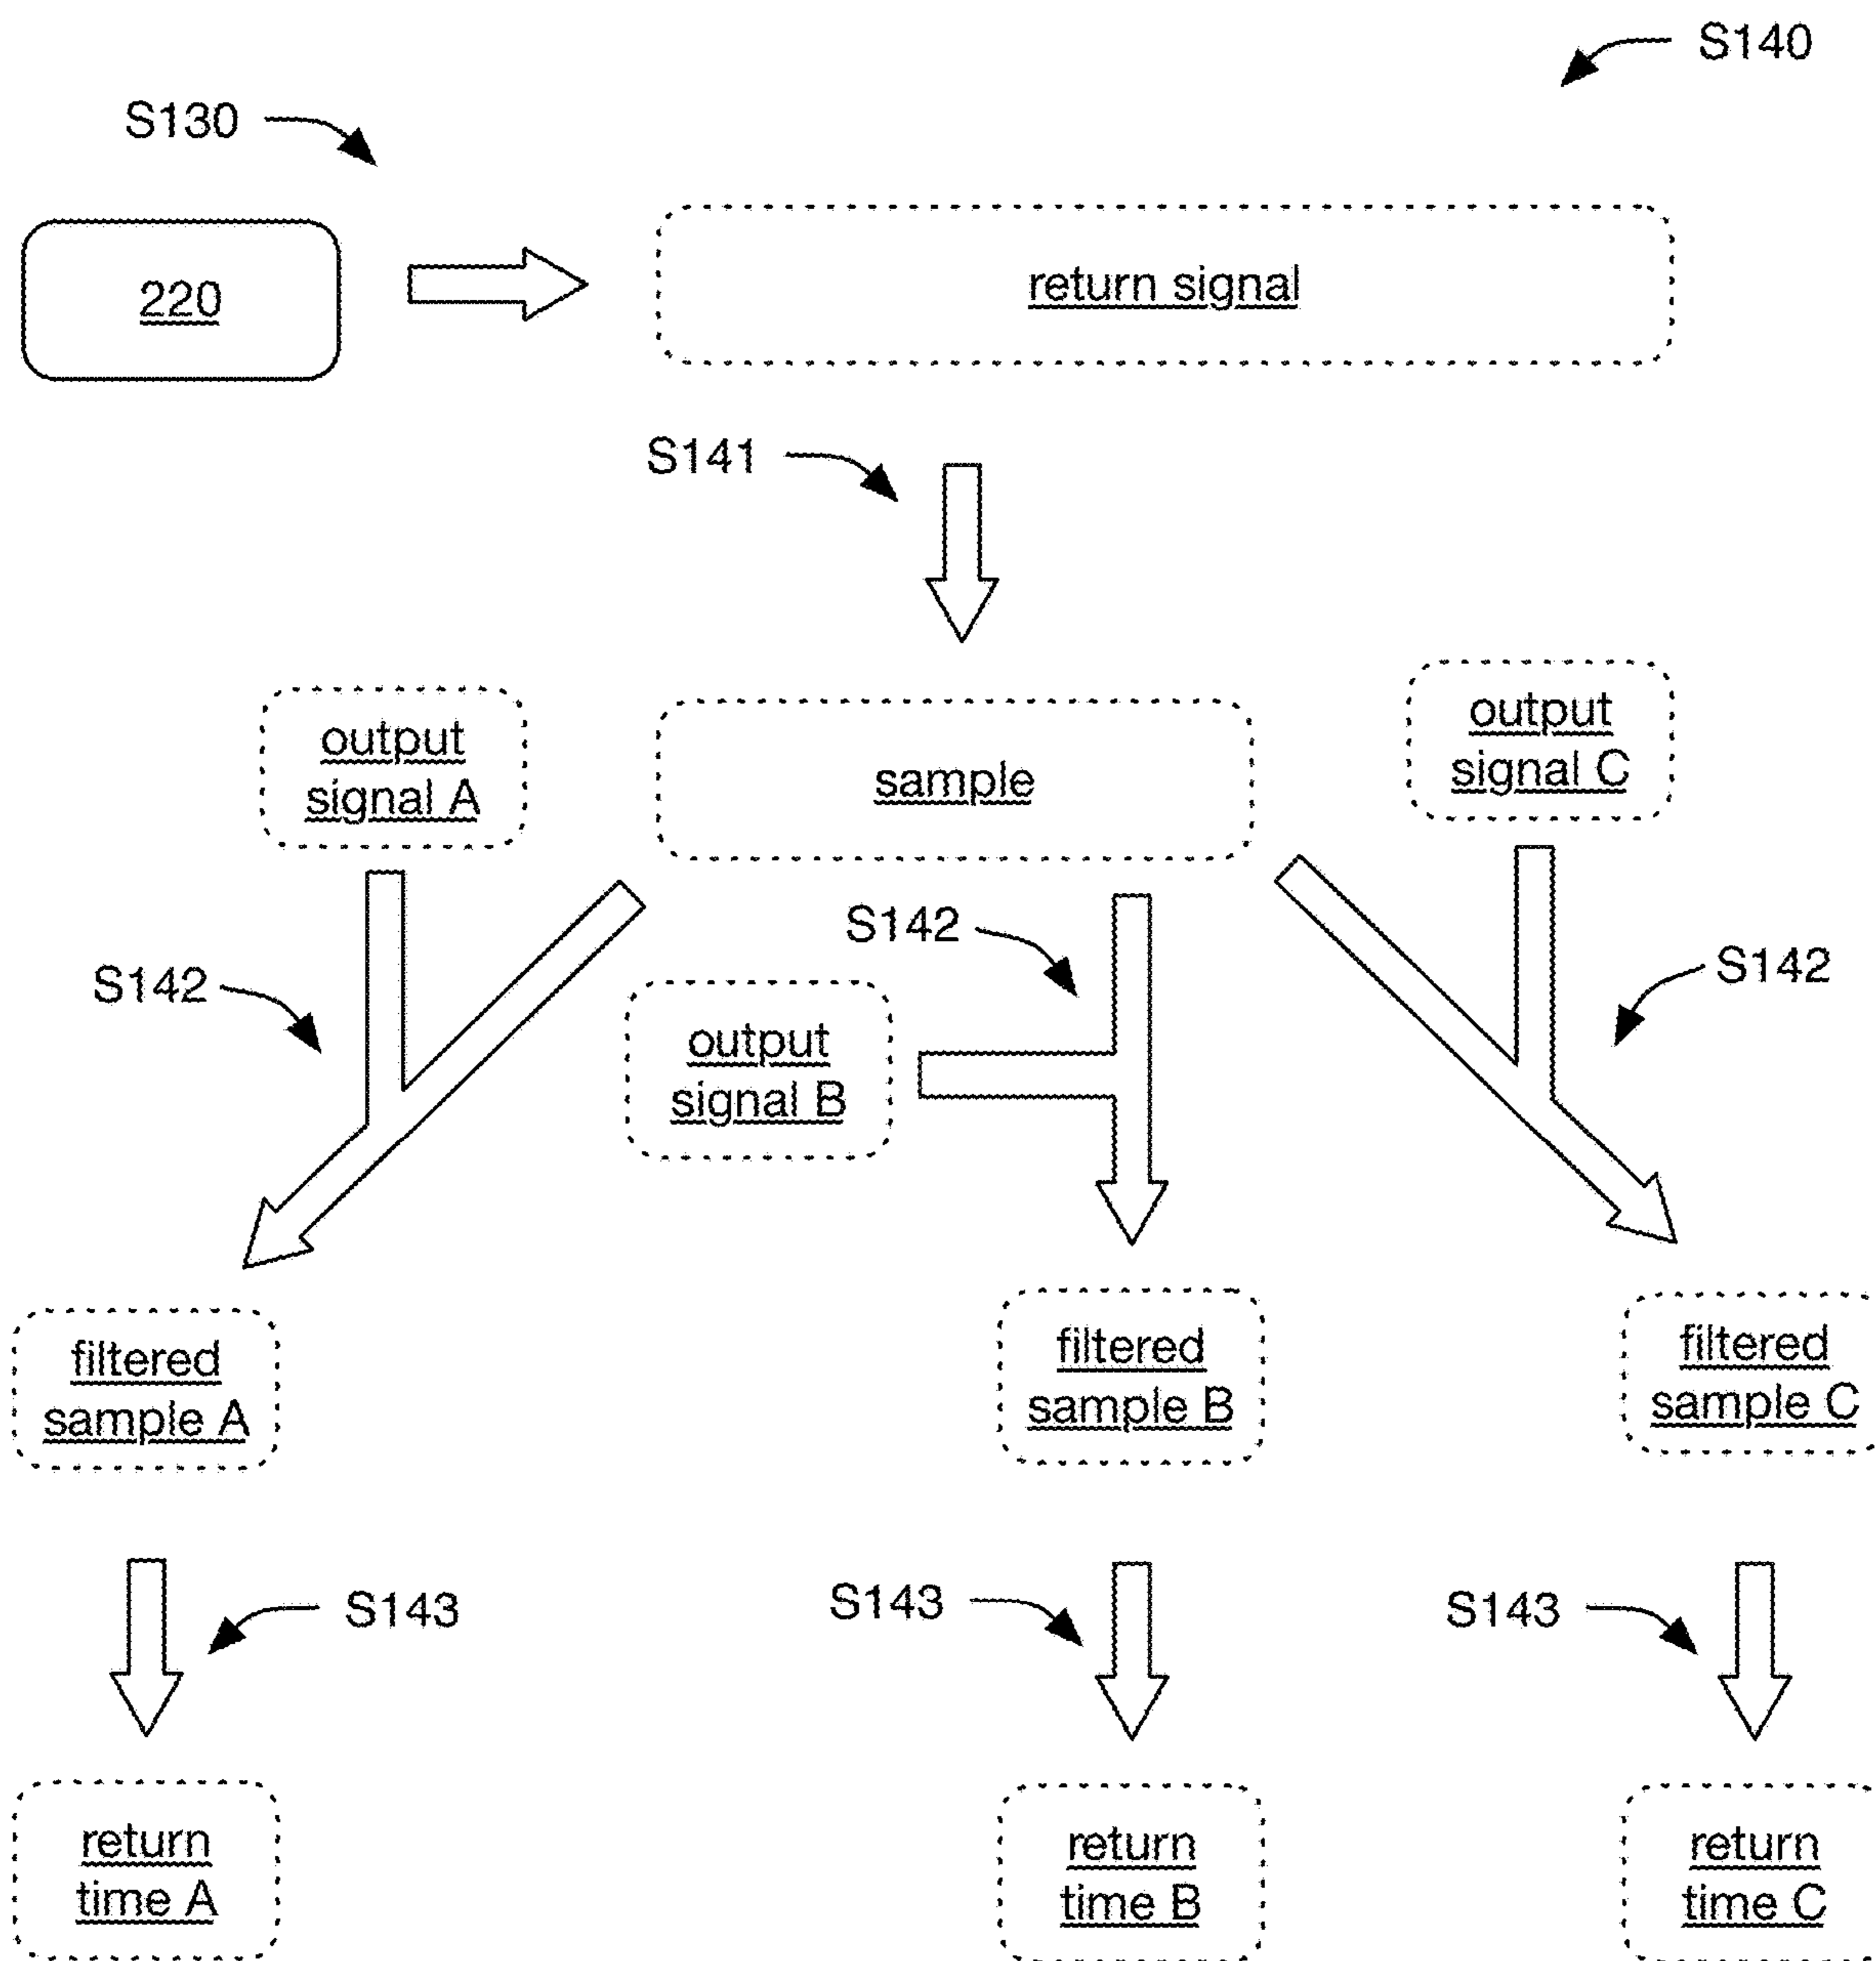 S140
S130
220
return signal
S141
output
signal A
sample
output
signal C
S142
S142
S142
output
signal B
filtered
sample A
filtered
sample B
filtered
sample C
S143
S143
S143
return
time A
return
time B
return
time C